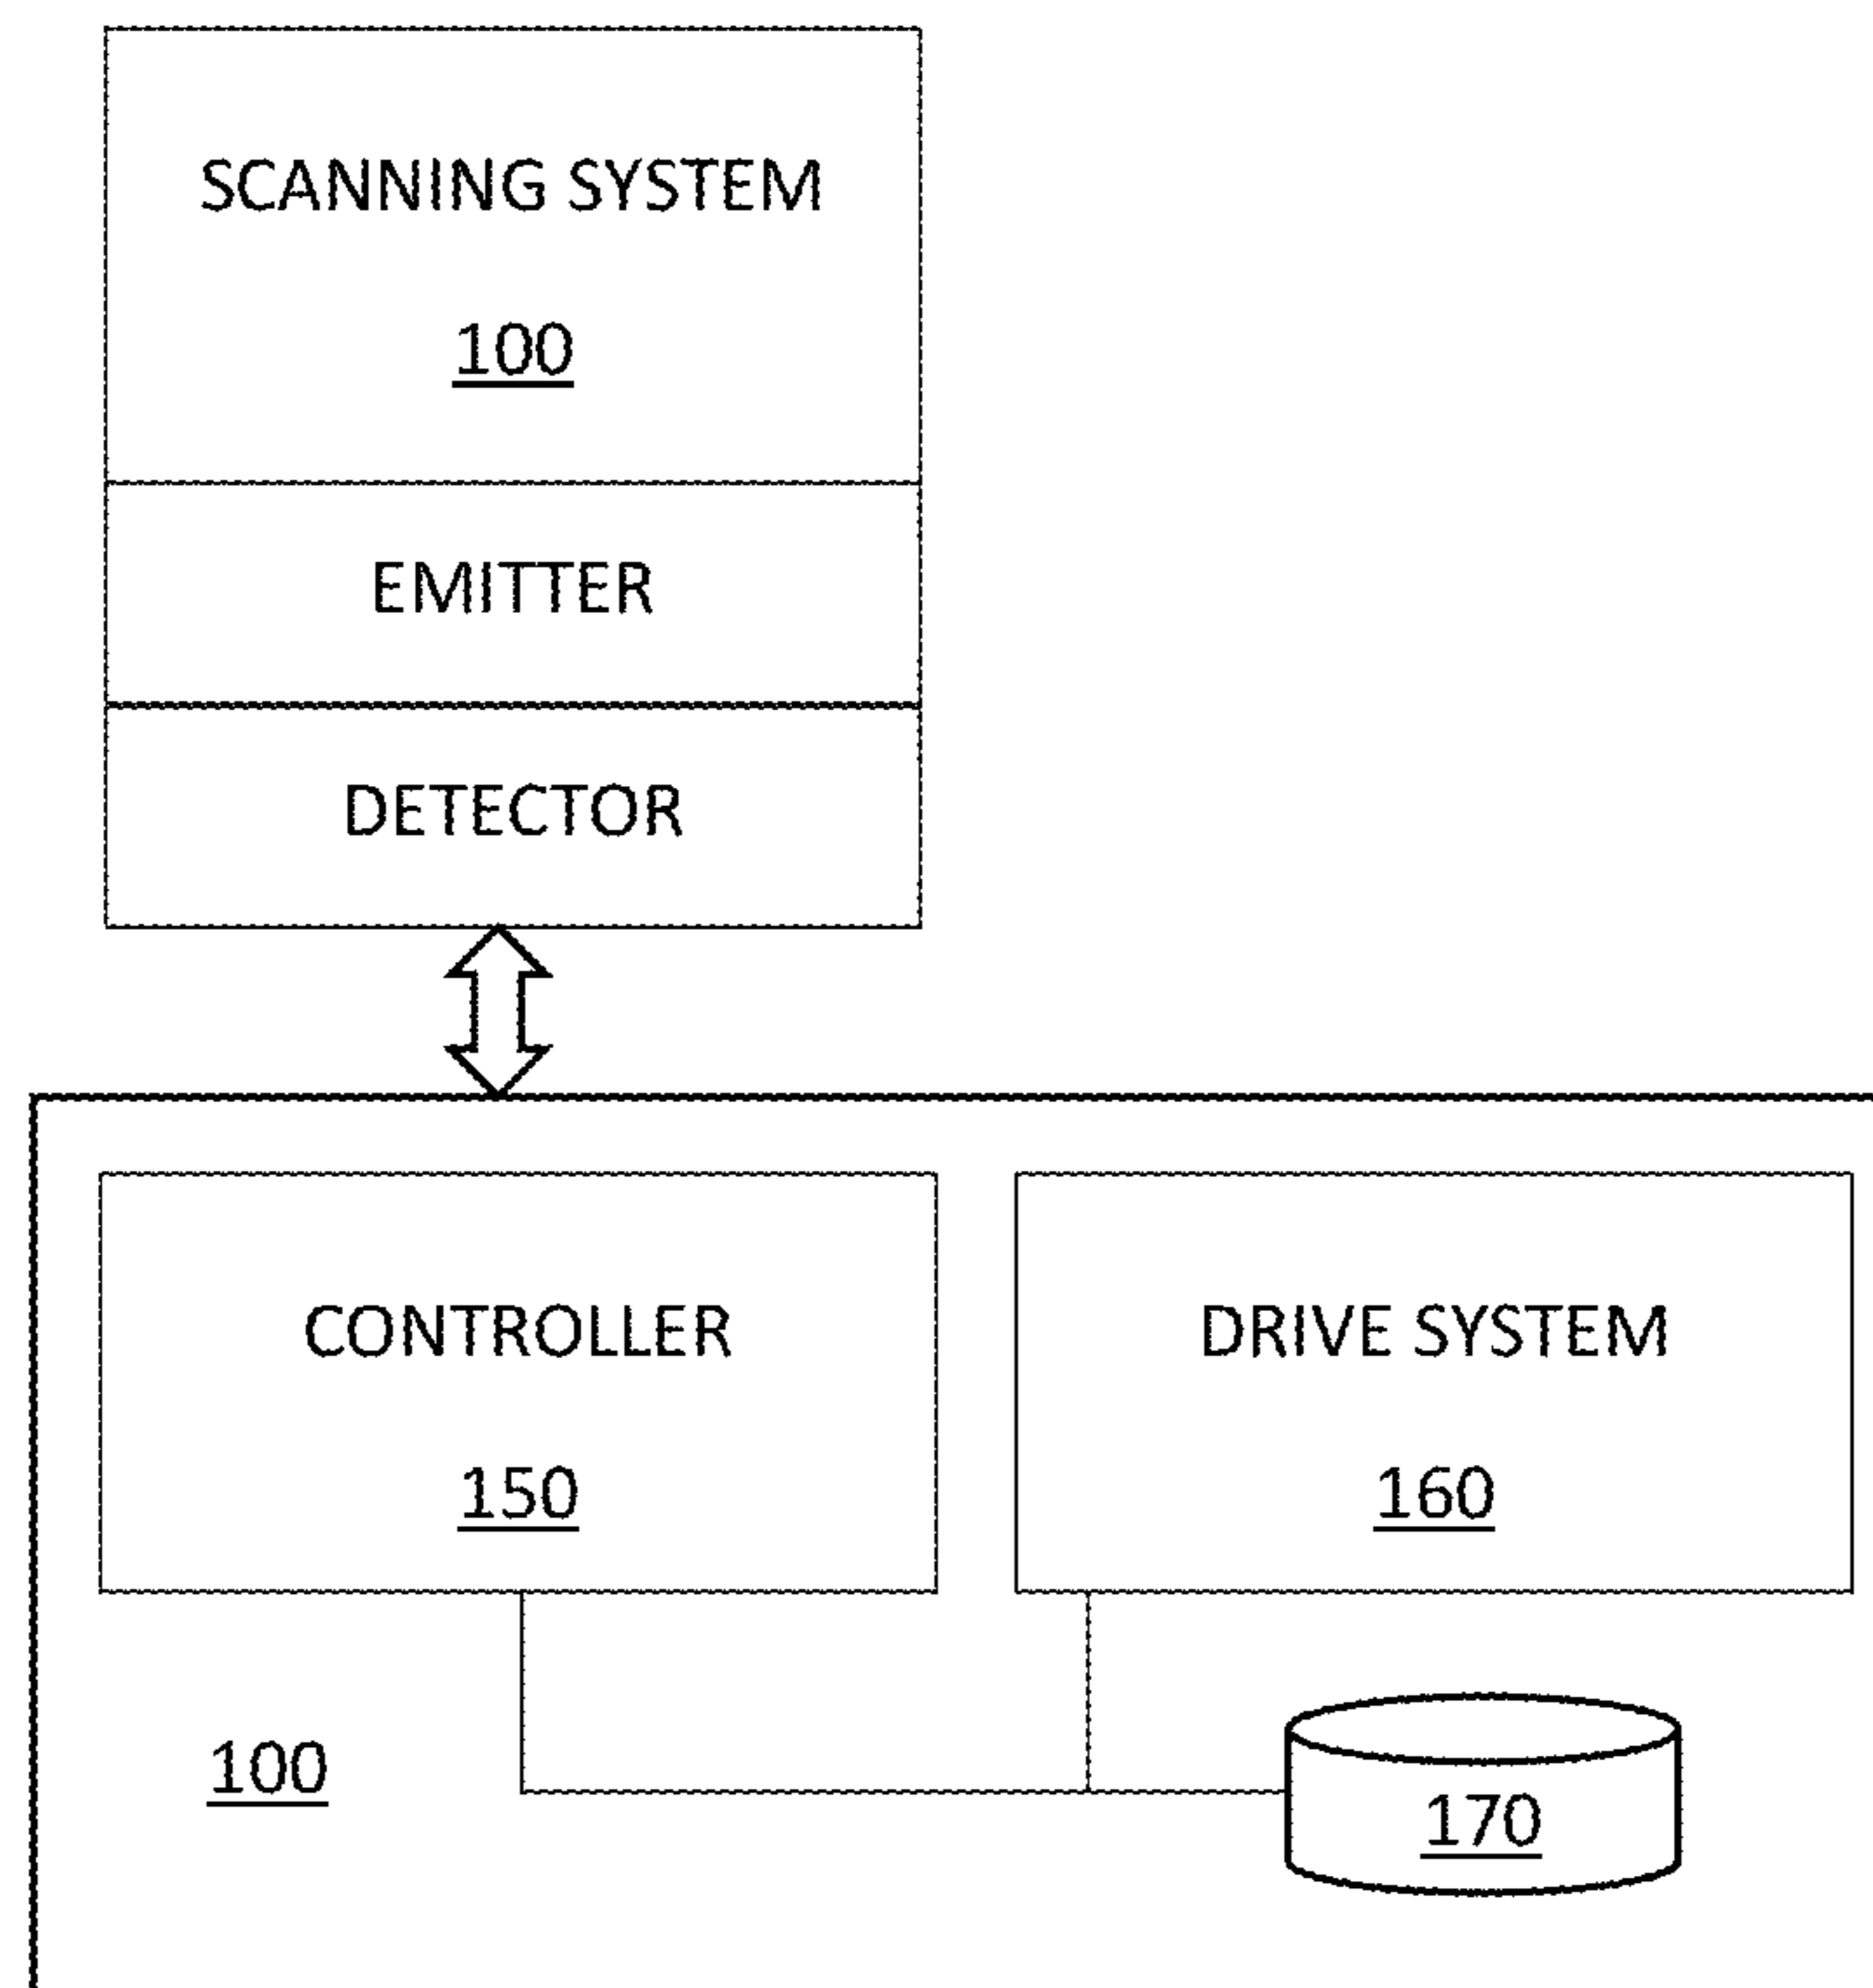 SCANNING SYSTEM
100
EMITTER
DETECTOR
CONTROLLER
150
DRIVE SYSTEM
160
100
170